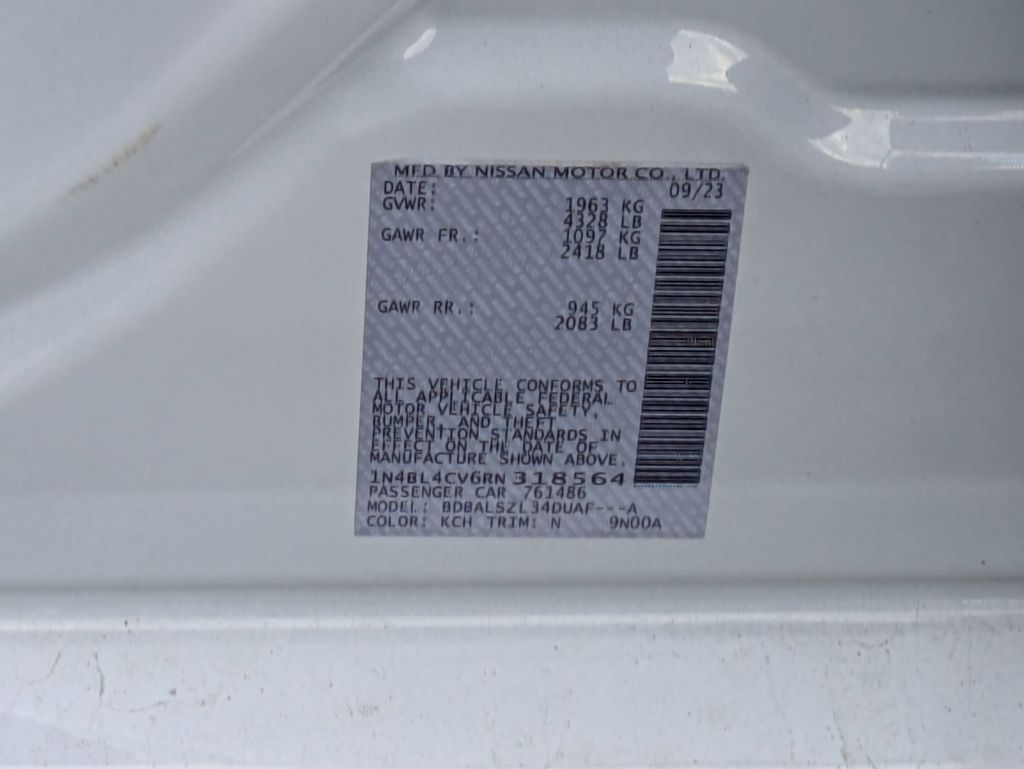 MFD BY NISSAN MOTOR CO., LTD.
DATE: 09/23
GVWR: 1963 KG
4328 LB
GAWR FR.: 1097 KG
2418 LB
GAWR RR.: 945 KG
2083 LB
THIS VEHICLE CONFORMS TO
ALL APPLICABLE FEDERAL
MOTOR VEHICLE SAFETY,
BUMPER, AND THEFT
PREVENTION STANDARDS IN
EFFECT ON THE DATE OF
MANUFACTURE SHOWN ABOVE.
1N4BL4CV6RN318564
PASSENGER CAR 761486
MODEL: BDBALSZL34DUAF---A
COLOR: KCH TRIM: N 9N00A